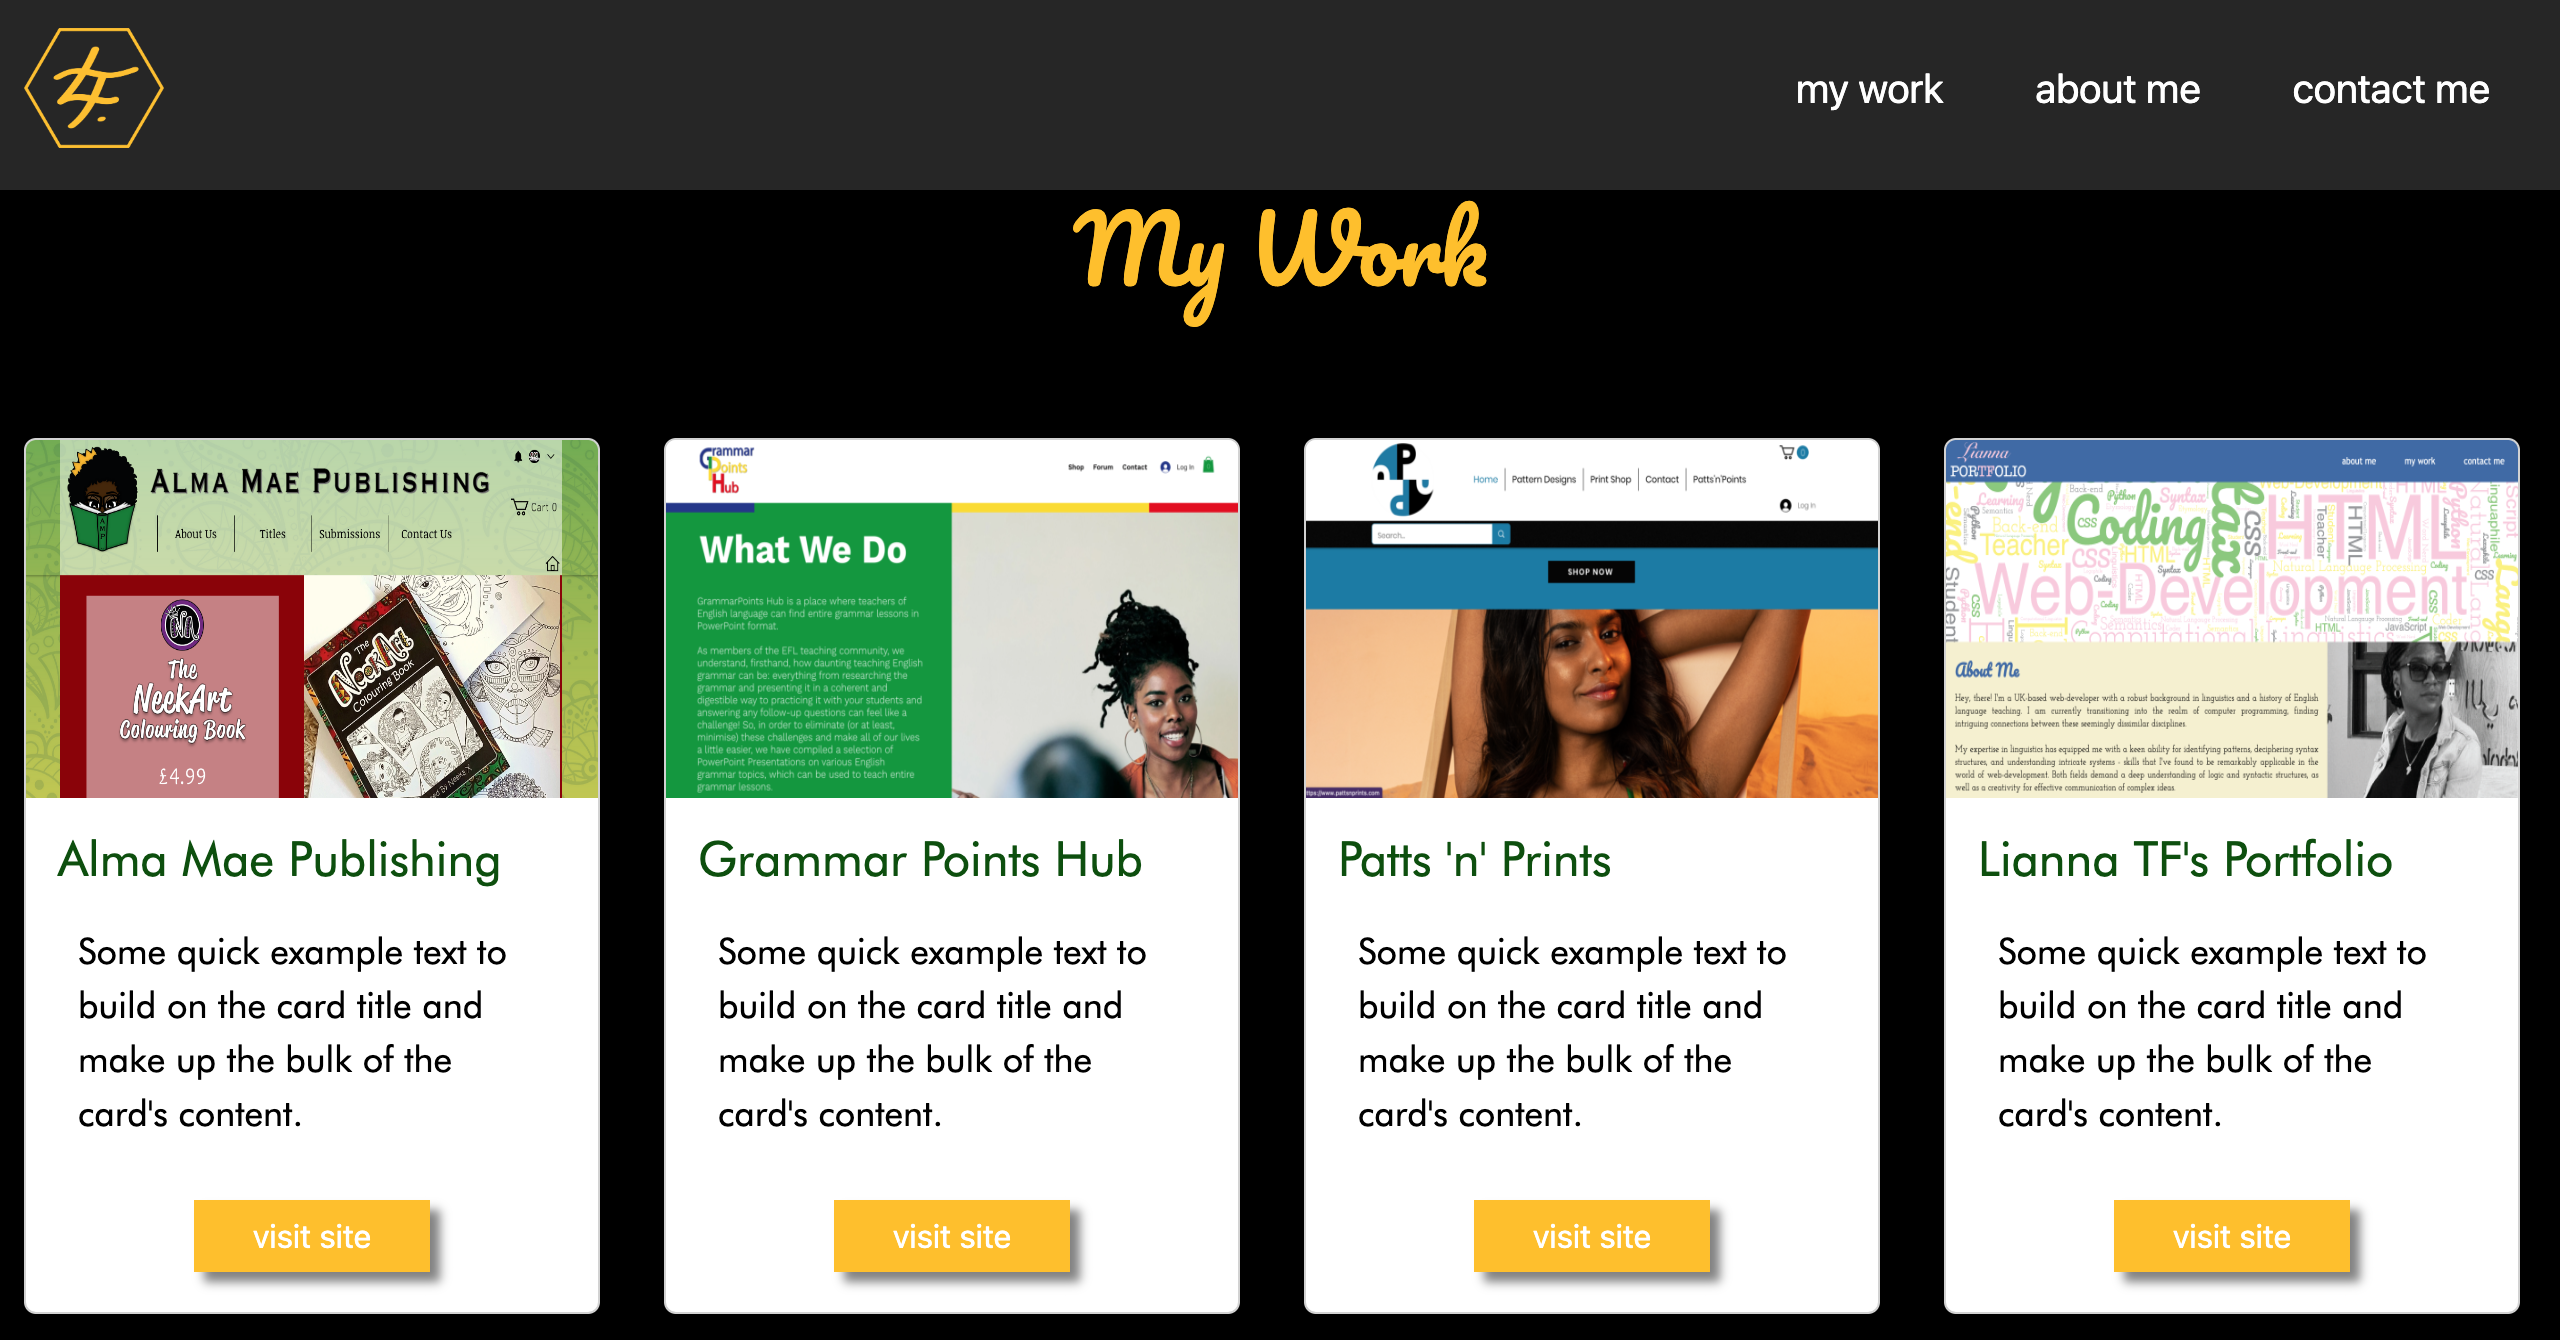 my work about me contact me
My Work
ALMA MAE PUBLISHING
Cart 0
About Us Titles Submissions Contact Us
AMP
The
NeekArt
Colouring Book
£4.99
The
NeekArt
Colouring Book
Alma Mae Publishing
Some quick example text to
build on the card title and
make up the bulk of the
card's content.
visit site
Grammar
Points
Hub
Shop Forum Contact Log In
What We Do
GrammarPoints Hub is a place where teachers of
English language can find entire grammar lessons in
PowerPoint format.
As members of the EFL teaching community, we
understand, firsthand, how daunting teaching English
grammar can be: everything from researching the
grammar and presenting it in a coherent and
digestible way to practicing it with your students and
answering any follow-up questions can feel like a
challenge! So, in order to eliminate (or at least,
minimise) these challenges and make all of our lives
a little easier, we have compiled a selection of
PowerPoint Presentations on various English
grammar topics, which can be used to teach entire
grammar lessons.
Grammar Points Hub
Some quick example text to
build on the card title and
make up the bulk of the
card's content.
visit site
Home Pattern Designs Print Shop Contact Patts'n'Points
Log In
Search...
SHOP NOW
ttps://www.pattsnprints.com
Patts 'n' Prints
Some quick example text to
build on the card title and
make up the bulk of the
card's content.
visit site
Lianna
PORTFOLIO
about me my work contact me
Coding
HTML
CSS
Teacher
Web-Development
Computational Linguistics
JavaScript
About Me
Hey, there! I'm a UK-based web-developer with a robust background in linguistics and a history of English
language teaching. I am currently transitioning into the realm of computer programming, finding
intriguing connections between these seemingly dissimilar disciplines.
My expertise in linguistics has equipped me with a keen ability for identifying patterns, deciphering syntax
structures, and understanding intricate systems - skills that I've found to be remarkably applicable in the
world of web-development. Both fields demand a deep understanding of logic and syntactic structures, as
well as a creativity for effective communication of complex ideas.
Lianna TF's Portfolio
Some quick example text to
build on the card title and
make up the bulk of the
card's content.
visit site